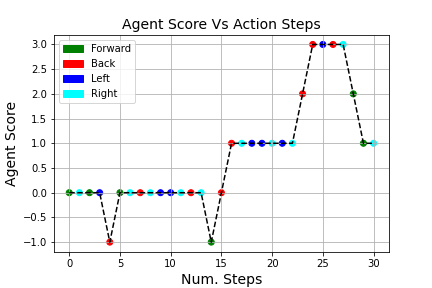 Agent Score Vs Action Steps
Agent Score
3.0
2.5
2.0
1.5
1.0
0.5
0.0
−0.5
−1.0
Forward
Back
Left
Right
0 5 10 15 20 25 30
Num. Steps